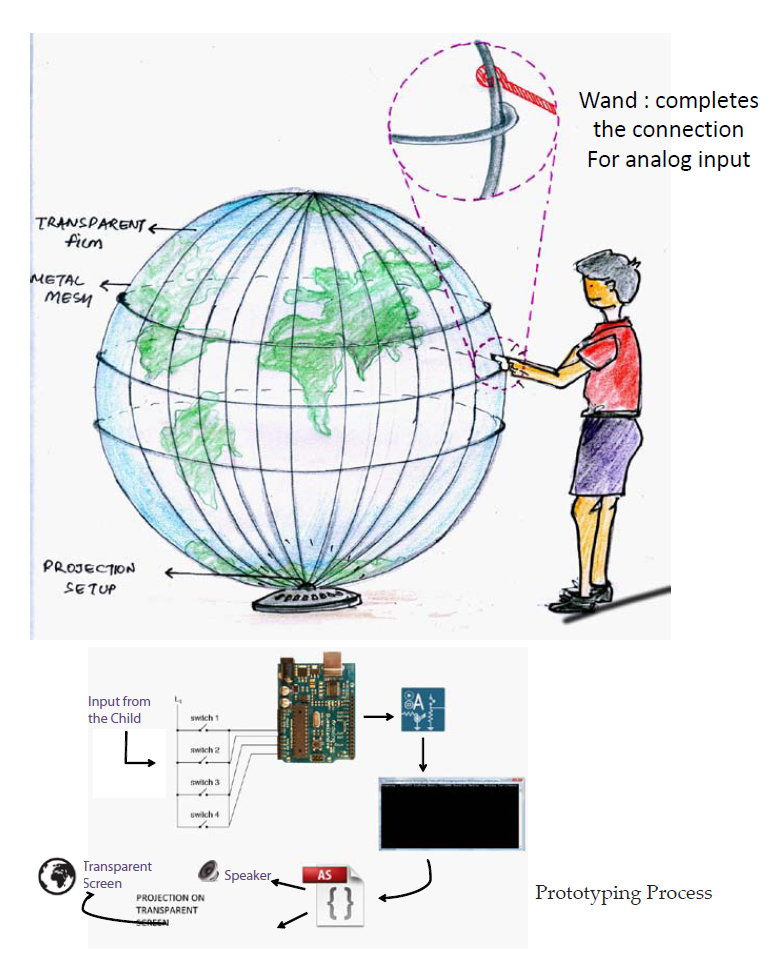 Wand : completes
the connection
For analog input
TRANSPARENT
film
METAL
MESH
PROJECTION
SETUP
Input from
the Child
L1
switch 1
switch 2
switch 3
switch 4
A
AS
{ }
Speaker
Transparent
Screen
PROJECTION ON
TRANSPARENT
SCREEN
Prototyping Process